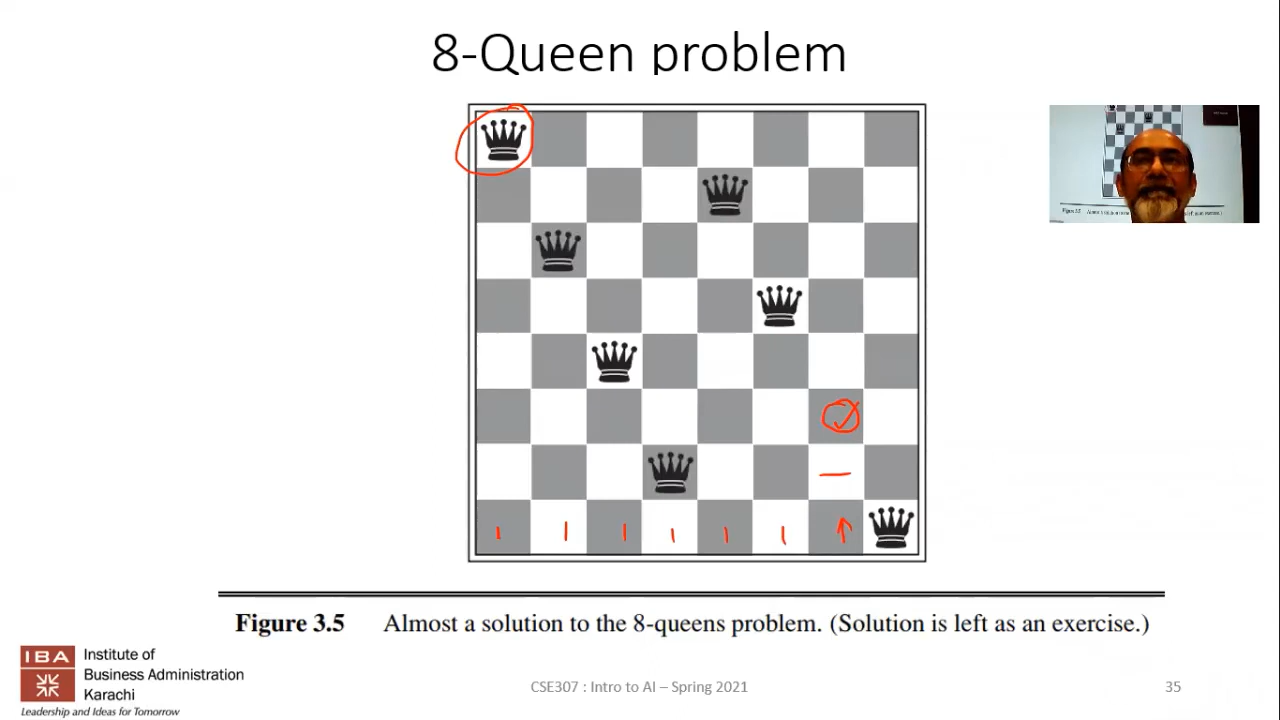 8-Queen problem
Figure 3.5 Almost a solution to the 8-queens problem. (Solution is left as an exercise.)
IBA
Institute of
Business Administration
Karachi
Leadership and Ideas for Tomorrow
CSE307 : Intro to AI – Spring 2021
35